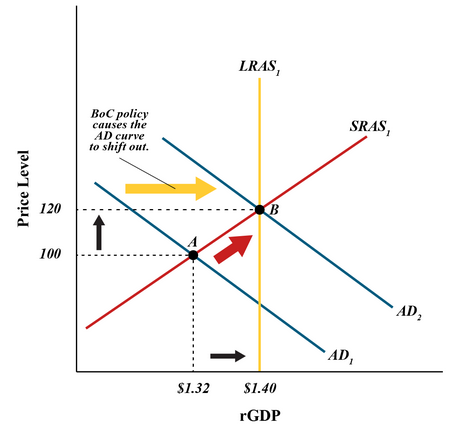 LRAS1
BoC policy
causes the
AD curve
to shift out.
SRAS1
Price Level
120
B
A
100
AD2
AD1
$1.32
$1.40
rGDP